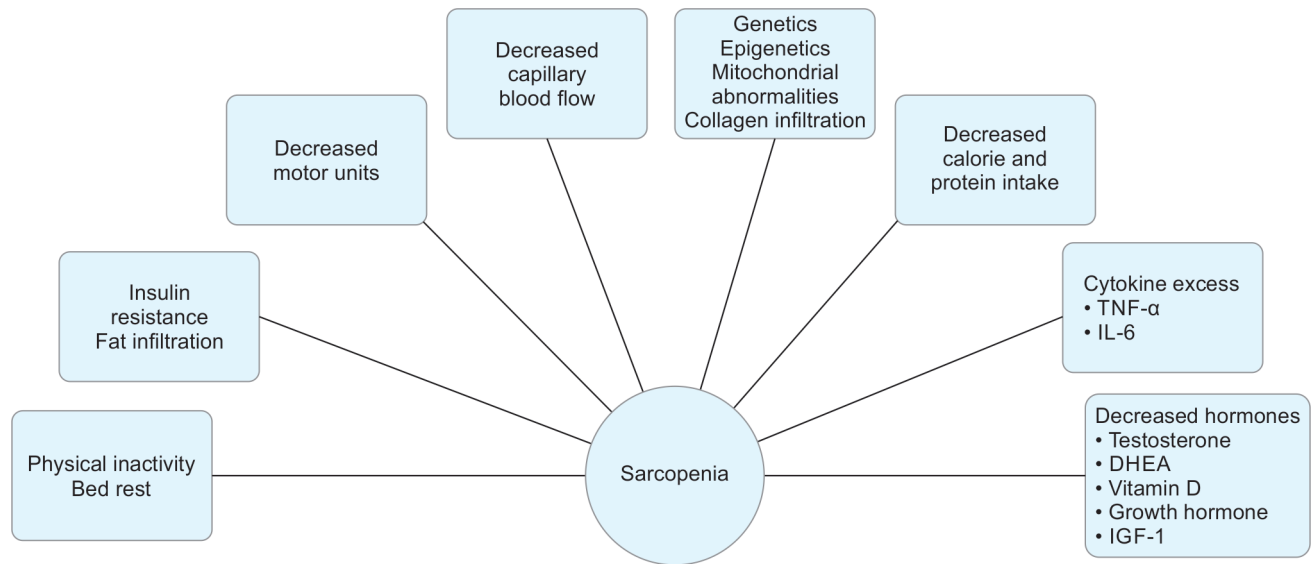 Decreased
capillary
blood flow
Genetics
Epigenetics
Mitochondrial
abnormalities
Collagen infiltration
Decreased
motor units
Decreased
calorie and
protein intake
Insulin
resistance
Fat infiltration
Cytokine excess
• TNF-α
• IL-6
Physical inactivity
Bed rest
Sarcopenia
Decreased hormones
• Testosterone
• DHEA
• Vitamin D
• Growth hormone
• IGF-1